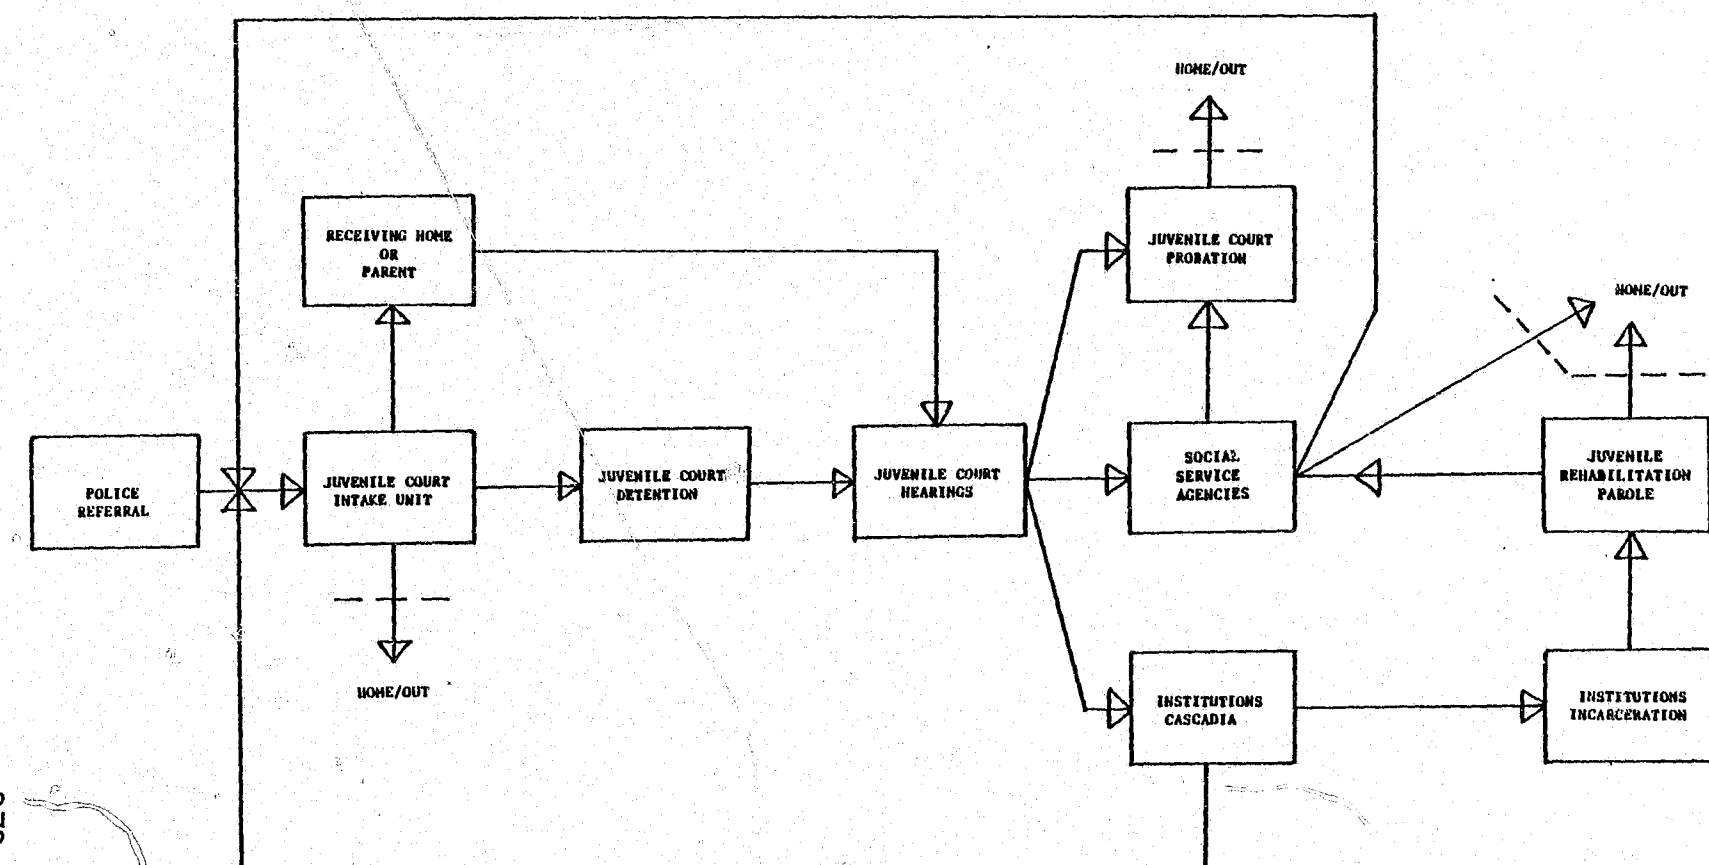 HOME/OUT
RECEIVING HOME
OR
PARENT
JUVENILE COURT
PROBATION
HOME/OUT
POLICE
REFERRAL
JUVENILE COURT
INTAKE UNIT
JUVENILE COURT
DETENTION
JUVENILE COURT
HEARINGS
SOCIAL
SERVICE
AGENCIES
JUVENILE
REHABILITATION
PAROLE
HOME/OUT
INSTITUTIONS
CASCADIA
INSTITUTIONS
INCARCERATION